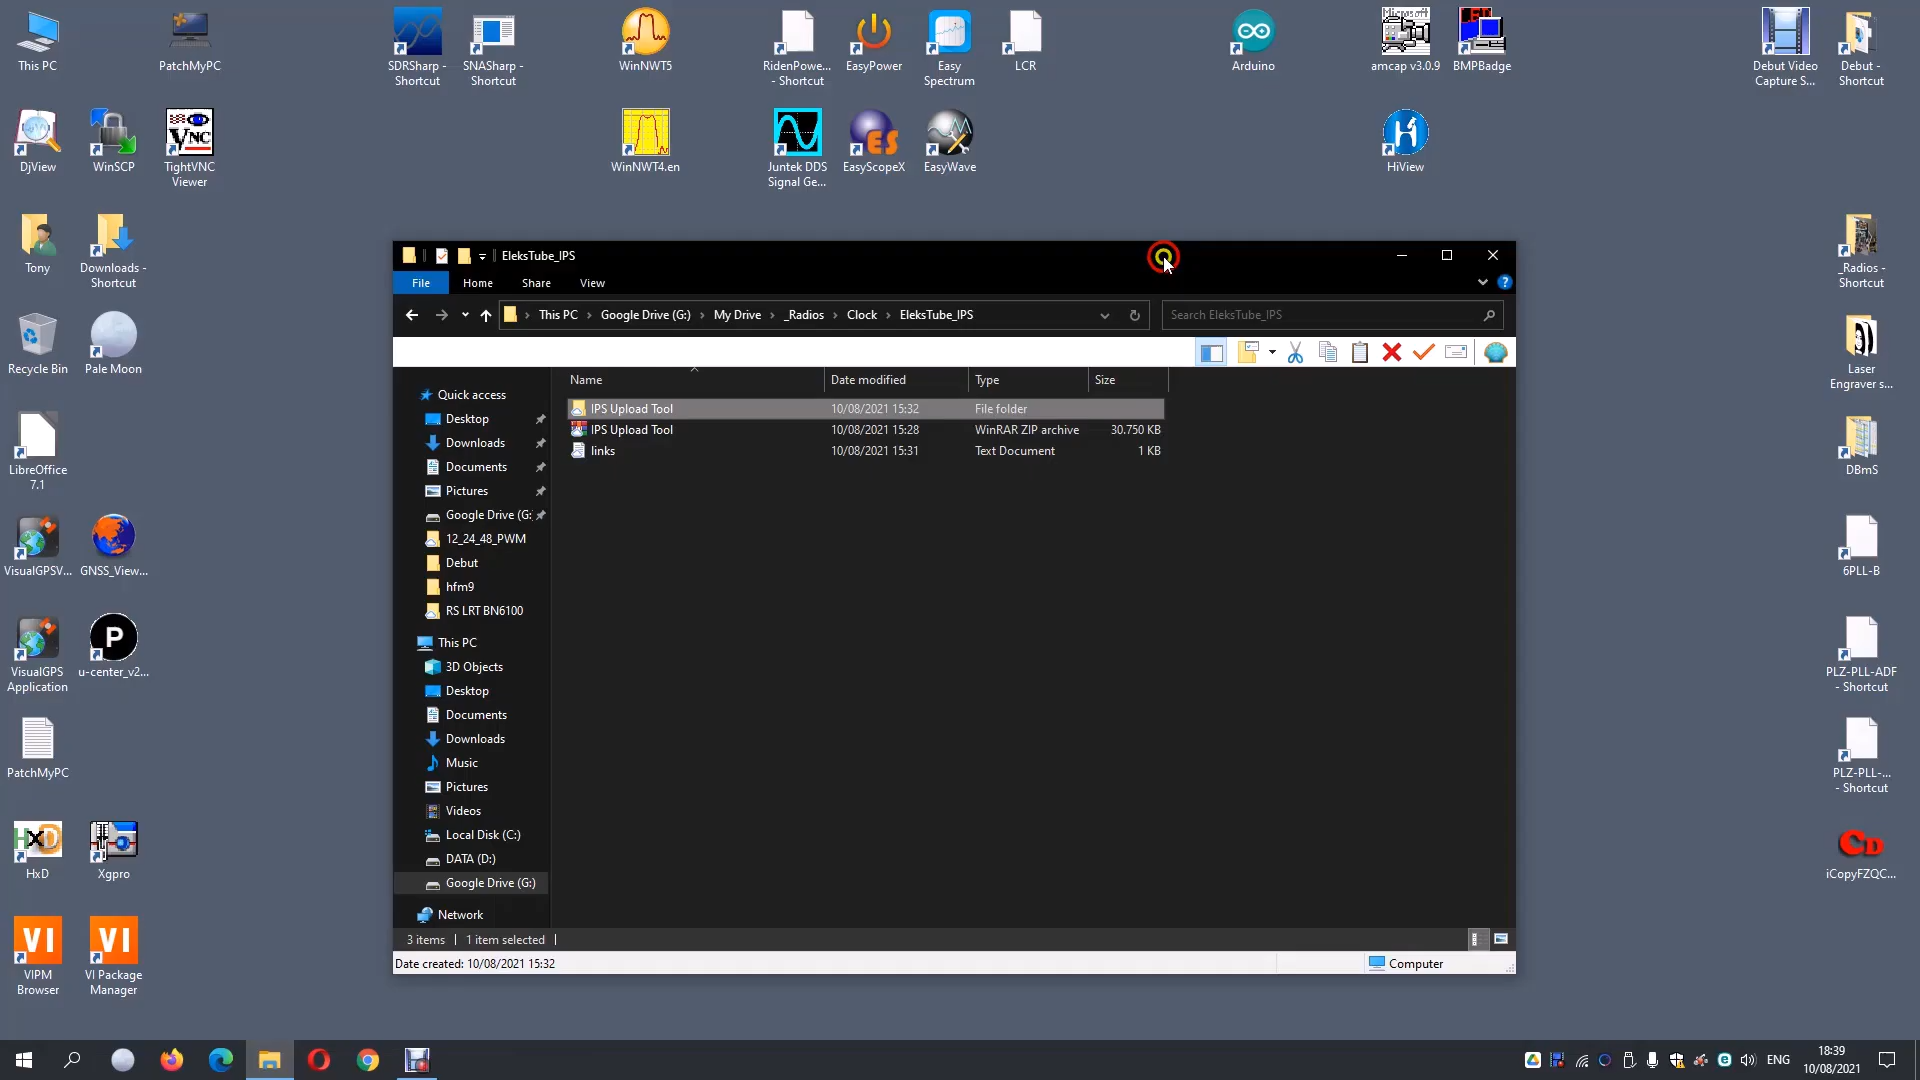 This PC
PatchMyPC
SDRSharp -
Shortcut
SNASharp -
Shortcut
WinNWT5
RidenPowe...
- Shortcut
EasyPower
Easy
Spectrum
LCR
Arduino
Microsoft
amcap v3.0.9
LED
BMPBadge
Debut Video
Capture S...
Debut -
Shortcut
DjView
WinSCP
VNC
TightVNC
Viewer
WinNWT4.en
Juntek DDS
Signal Ge...
ES
EasyScopeX
EasyWave
HiView
Tony
Downloads -
Shortcut
_Radios -
Shortcut
Recycle Bin
Pale Moon
Laser
Engraver s...
LibreOffice
7.1
DBmS
VisualGPSV...
GNSS_View...
6PLL-B
VisualGPS
Application
P
u-center_v2...
PLZ-PLL-ADF
- Shortcut
PatchMyPC
PLZ-PLL-...
- Shortcut
HxD
HxD
Xgpro
CD
iCopyFZQC...
VI
VIPM
Browser
VI
VI Package
Manager
EleksTube_IPS
File
Home
Share
View
This PC
Google Drive (G:)
My Drive
_Radios
Clock
EleksTube_IPS
Search EleksTube_IPS
Name
Date modified
Type
Size
IPS Upload Tool 10/08/2021 15:32 File folder
IPS Upload Tool 10/08/2021 15:28 WinRAR ZIP archive 30.750 KB
links 10/08/2021 15:31 Text Document 1 KB
Quick access
Desktop
Downloads
Documents
Pictures
Google Drive (G:
12_24_48_PWM
Debut
hfm9
RS LRT BN6100
This PC
3D Objects
Desktop
Documents
Downloads
Music
Pictures
Videos
Local Disk (C:)
DATA (D:)
Google Drive (G:)
Network
3 items
1 item selected
Date created: 10/08/2021 15:32
Computer
ENG
18:39
10/08/2021